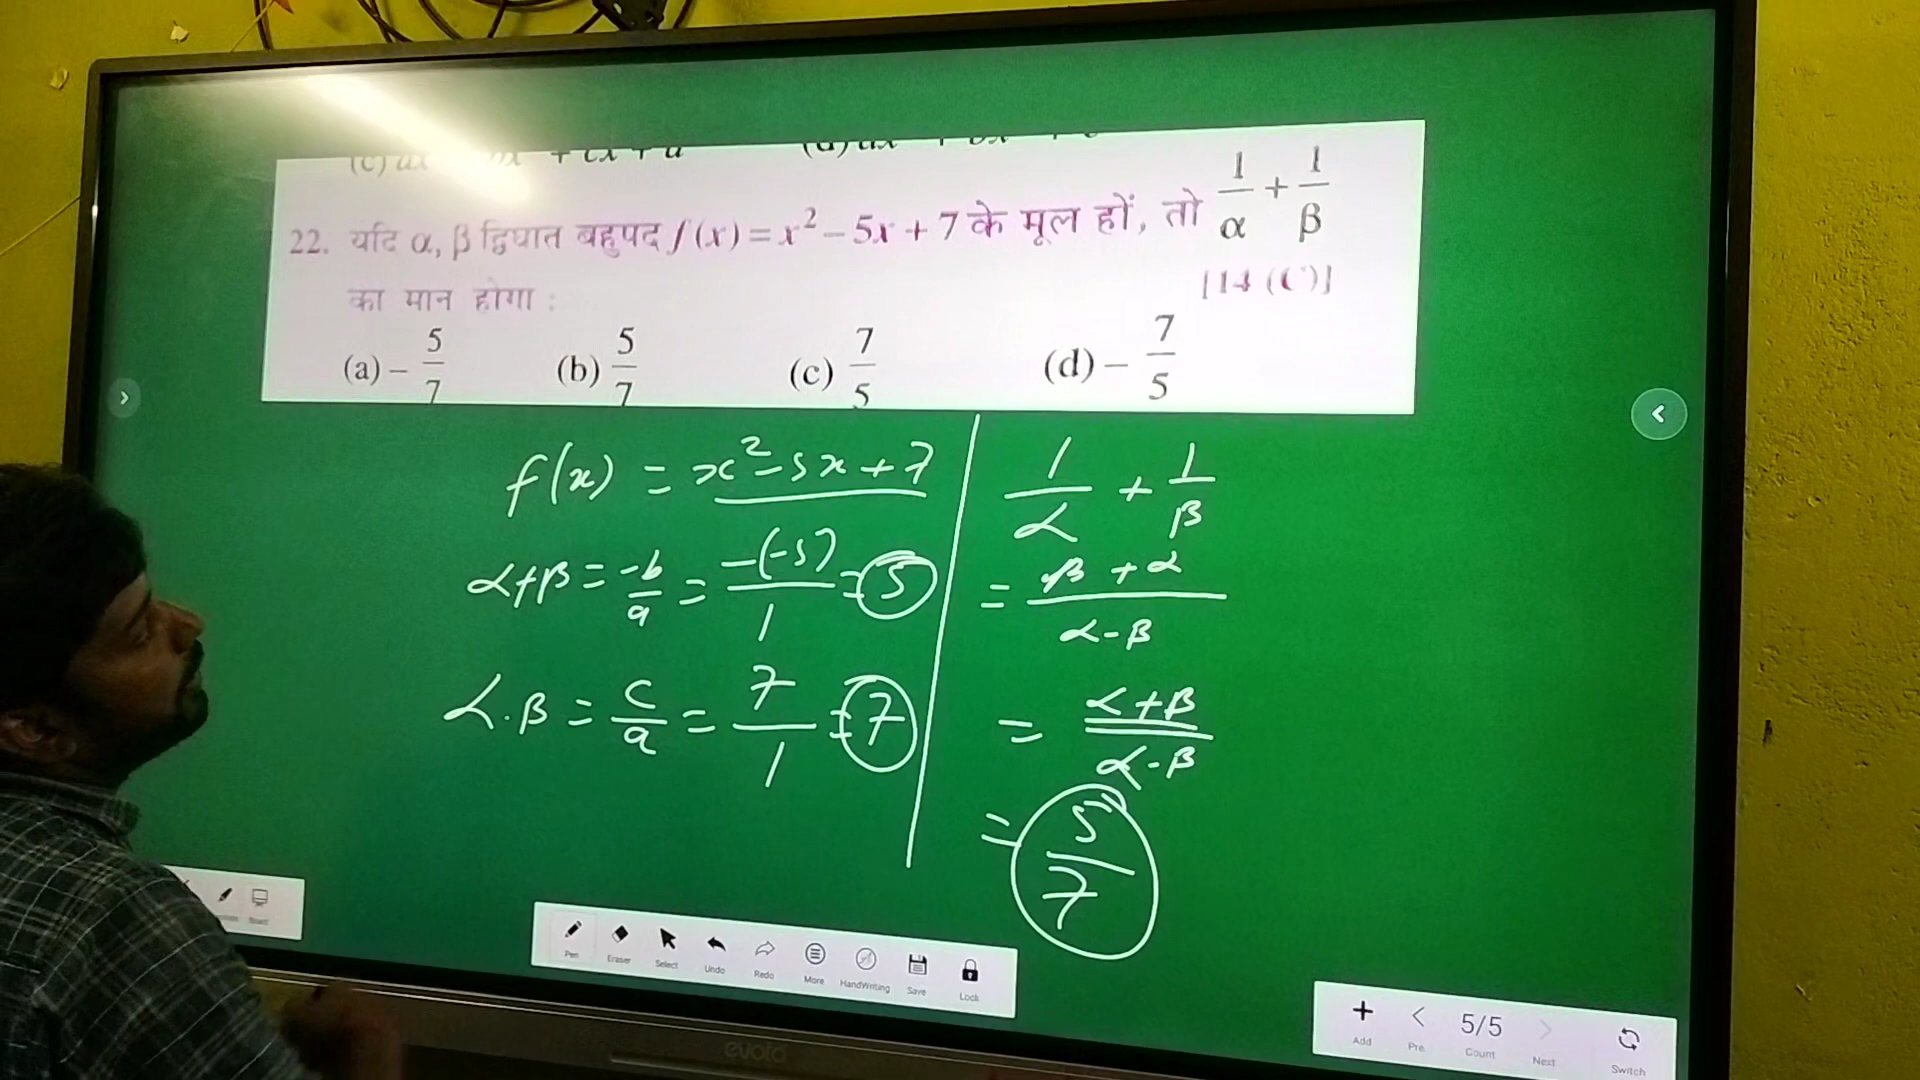 22. यदि α, β द्विघात बहुपद f(x) = x² – 5x + 7 के मूल हों, तो 1/α + 1/β
का मान होगा :
[14 (C)]
(a) – 5/7 (b) 5/7 (c) 7/5 (d) – 7/5
f(x) = x² - 5x + 7
α+β = -b/a = -(-5)/1 = 5
α.β = c/a = 7/1 = 7
1/α + 1/β
= β + α / α-β
= α+β / α-β
= 5/7
Pen Eraser Select Undo Redo More HandWriting Save Lock
Add Pre 5/5 Count Next Switch